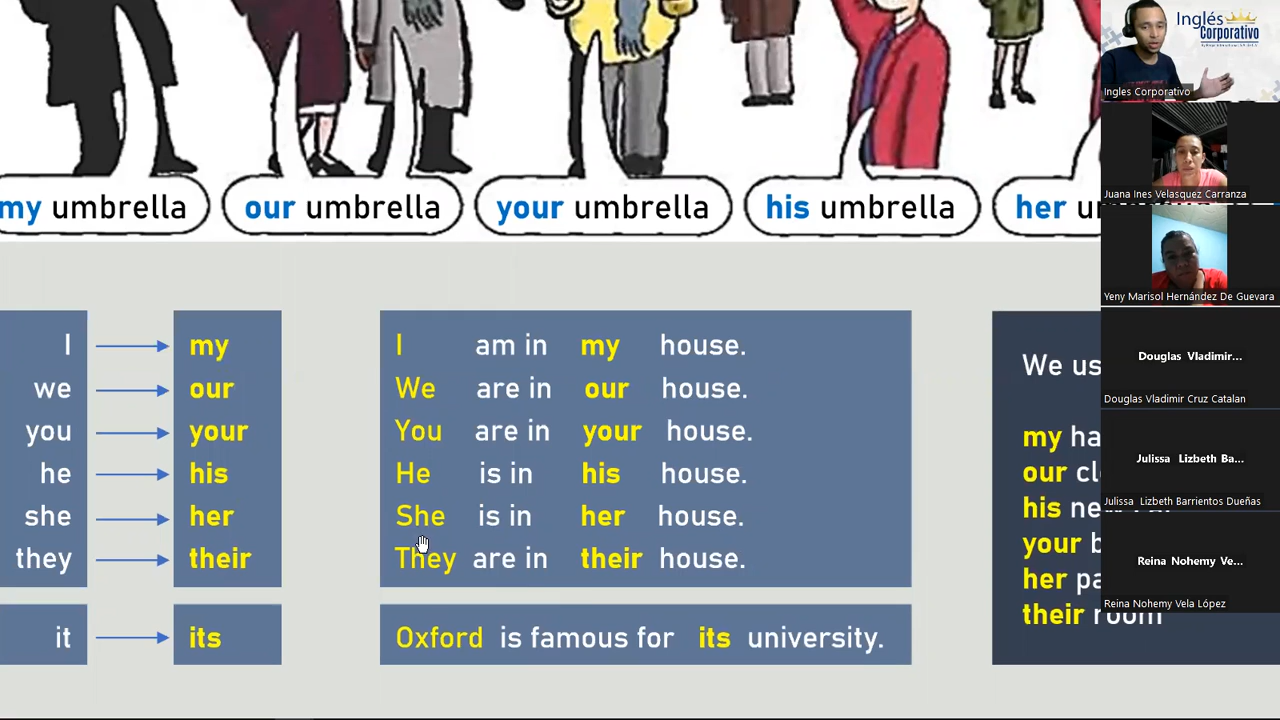 my umbrella
our umbrella
your umbrella
his umbrella
her
I
my
we
our
you
your
he
his
she
her
they
their
it
its
I am in my house.
We are in our house.
You are in your house.
He is in his house.
She is in her house.
They are in their house.
Oxford is famous for its university.
We
my
our
his
your
her
their room
Inglés
Corporativo
Ingles Corporativo
Juana Ines Velasquez Carranza
Yeny Marisol Hernández De Guevara
Douglas Vladimir...
Douglas Vladimir Cruz Catalan
Julissa Lizbeth Ba...
Julissa Lizbeth Barrientos Dueñas
Reina Nohemy Ve...
Reina Nohemy Vela López